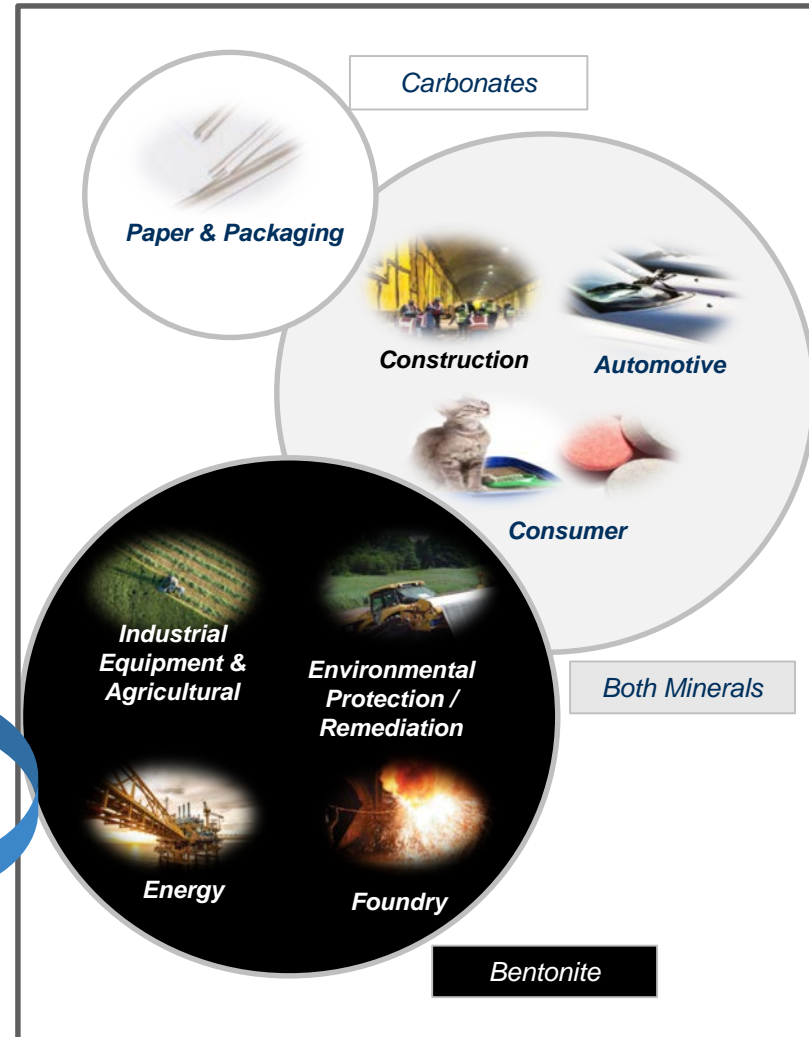 Carbonates
Paper & Packaging
Construction
Automotive
Consumer
Industrial
Equipment &
Agricultural
Environmental
Protection /
Remediation
Both Minerals
Energy
Foundry
Bentonite